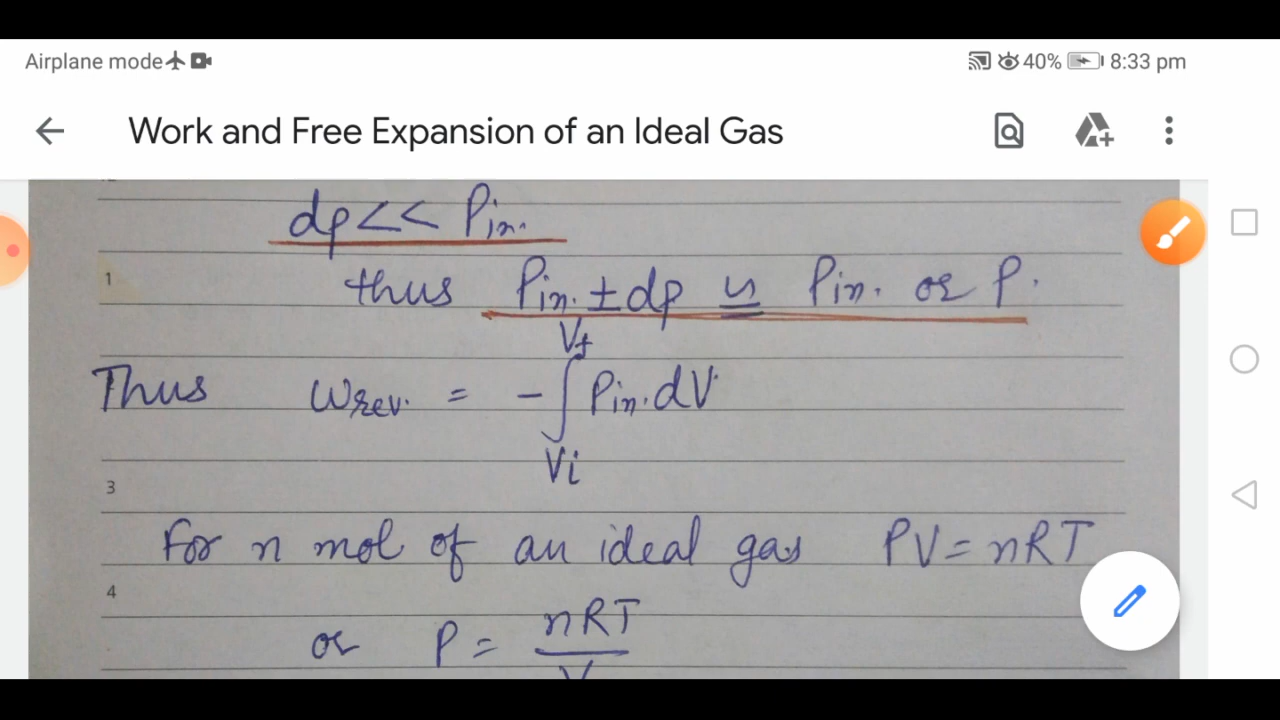 Airplane mode 40% 8:33 pm
Work and Free Expansion of an Ideal Gas
dp << Pin.
1
thus Pin. ± dp ≌ Pin. or P.
Vf
Thus Wrev. = - ∫ Pin. dV
Vi
3
For n mol of an ideal gas PV = nRT
4
or P = nRT
V